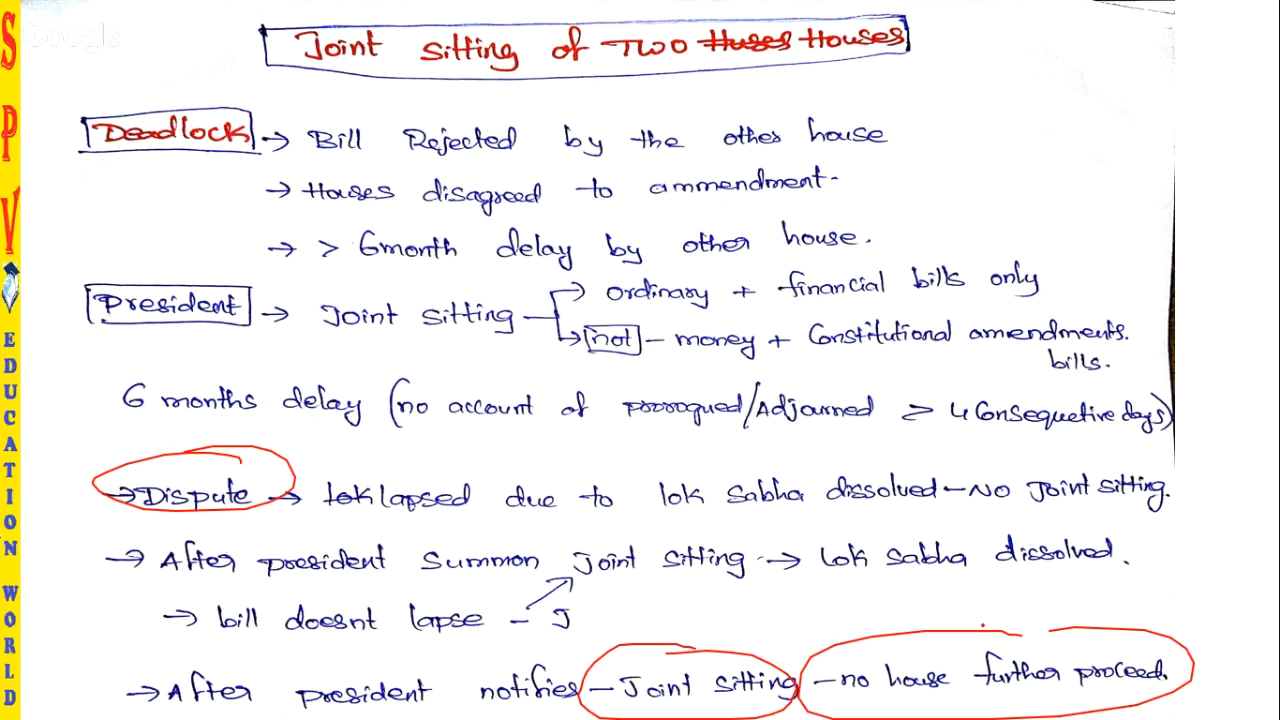 SPV EDUCATION WORLD
Google
Joint Sitting of Two Huses Houses
Deadlock → Bill Rejected by the other house
→ Houses disagreed to ammendment.
→ > 6month delay by other house.
President → Joint Sitting → ordinary + financial bills only
→ not – money + Constitutional amendments.
bills.
6 months delay (no account of prorogued/Adjourned > 4 Consequetive days)
→ Dispute → lok lapsed due to lok Sabha dissolved – No Joint sitting.
→ After president Summon Joint sitting → Lok Sabha dissolved.
→ bill doesnt lapse – J
→ After president notifies – Joint sitting – no house further proceed.